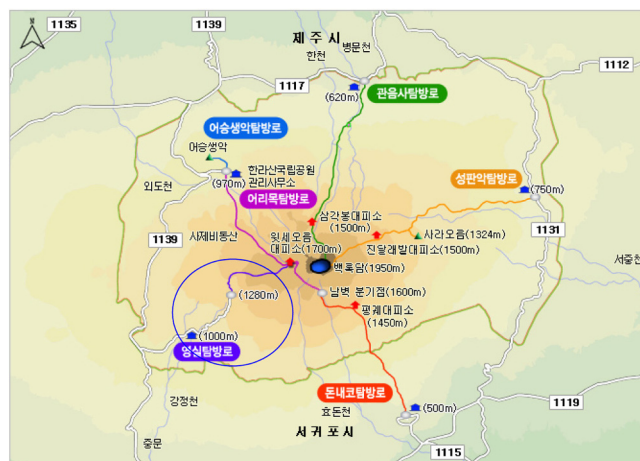 1135
1139
제주시
한천
병문천
1112
1117
(620m)
관음사탐방로
어승생악탐방로
어승생악
외도천
(970m)
한라산국립공원
관리사무소
어리목탐방로
성판악탐방로
(750m)
삼각봉대피소
(1500m)
사라오름(1324m)
진달래밭대피소(1500m)
1131
1139
사제비동산
윗세오름
대피소(1700m)
백록담(1950m)
서중천
(1280m)
남벽 분기점(1600m)
평궤대피소
(1450m)
(1000m)
영실탐방로
강정천
돈내코탐방로
(500m)
효돈천
1119
중문
서귀포시
1115